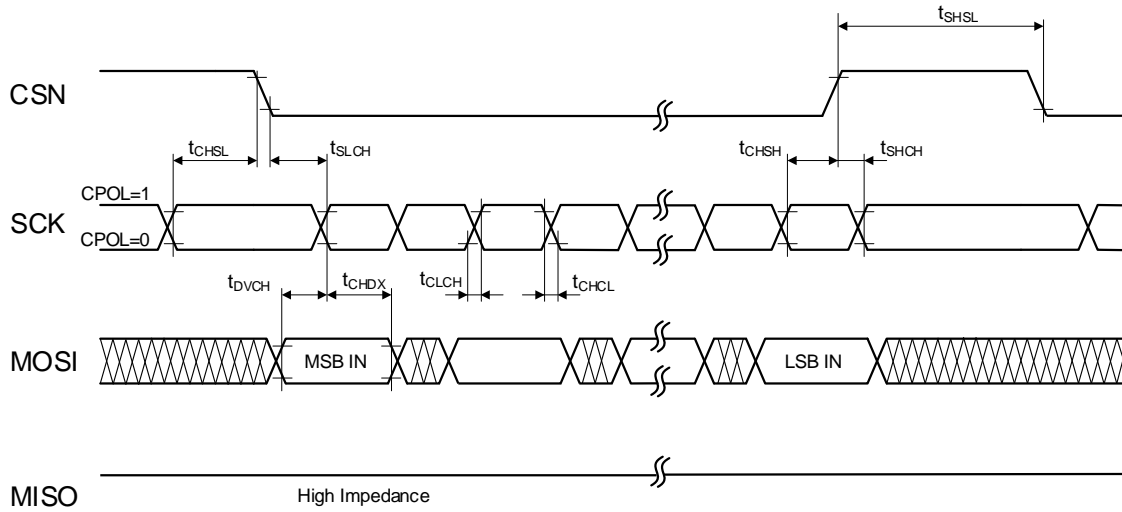 tSHSL
CSN
tCHSL tSLCH tCHSH tSHCH
CPOL=1
SCK
CPOL=0
tDVCH tCHDX tCLCH tCHCL
MOSI MSB IN LSB IN
MISO
High Impedance